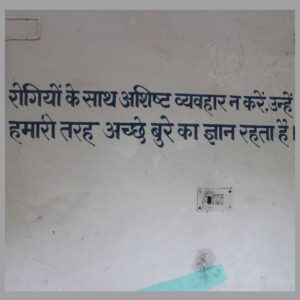 रोगियों के साथ अशिष्ट व्यवहार न करें, उन्हें
हमारी तरह अच्छे बुरे का ज्ञान रहता है।